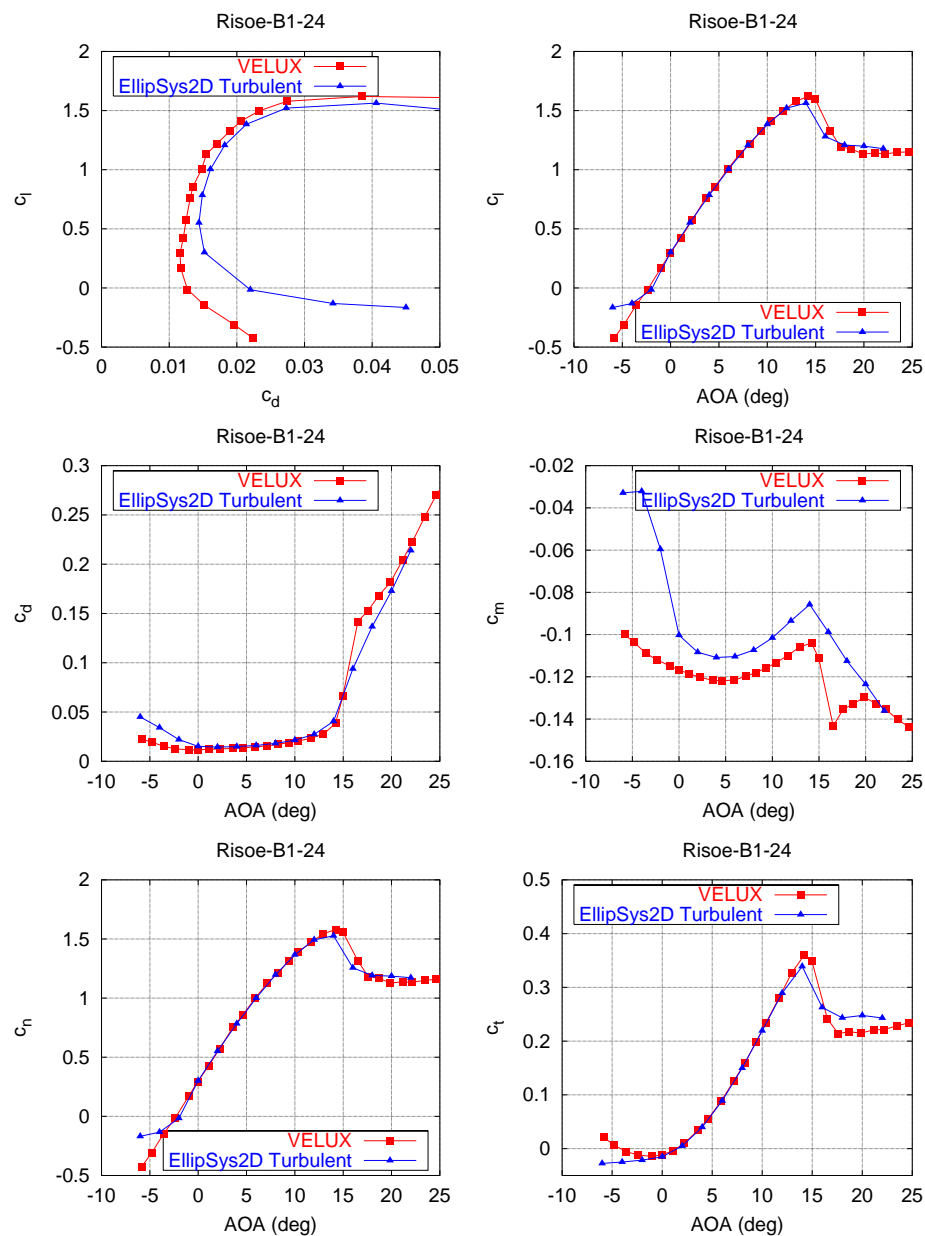 Risoe-B1-24
2
1.5
1
0.5
0
-0.5
0 0.01 0.02 0.03 0.04 0.05
c_l
c_d
VELUX
EllipSys2D Turbulent
Risoe-B1-24
2
1.5
1
0.5
0
-0.5
-10 -5 0 5 10 15 20 25
c_l
AOA (deg)
VELUX
EllipSys2D Turbulent
Risoe-B1-24
0.3
0.25
0.2
0.15
0.1
0.05
0
-10 -5 0 5 10 15 20 25
c_d
AOA (deg)
VELUX
EllipSys2D Turbulent
Risoe-B1-24
-0.02
-0.04
-0.06
-0.08
-0.1
-0.12
-0.14
-0.16
-10 -5 0 5 10 15 20 25
c_m
AOA (deg)
VELUX
EllipSys2D Turbulent
Risoe-B1-24
2
1.5
1
0.5
0
-0.5
-10 -5 0 5 10 15 20 25
c_n
AOA (deg)
VELUX
EllipSys2D Turbulent
Risoe-B1-24
0.5
0.4
0.3
0.2
0.1
0
-10 -5 0 5 10 15 20 25
c_t
AOA (deg)
VELUX
EllipSys2D Turbulent